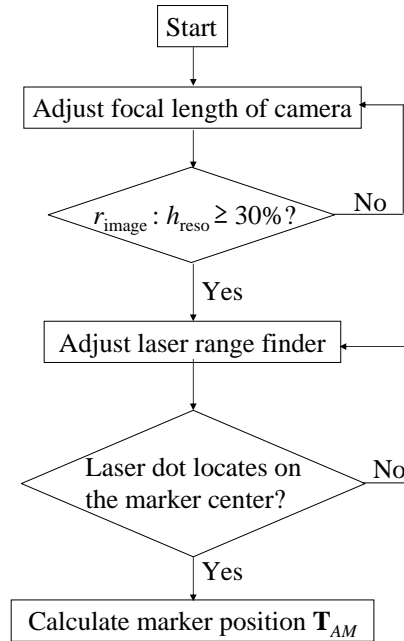 Start
Adjust focal length of camera
r_image : h_reso ≥ 30%?
No
Yes
Adjust laser range finder
Laser dot locates on
the marker center?
No
Yes
Calculate marker position T_AM